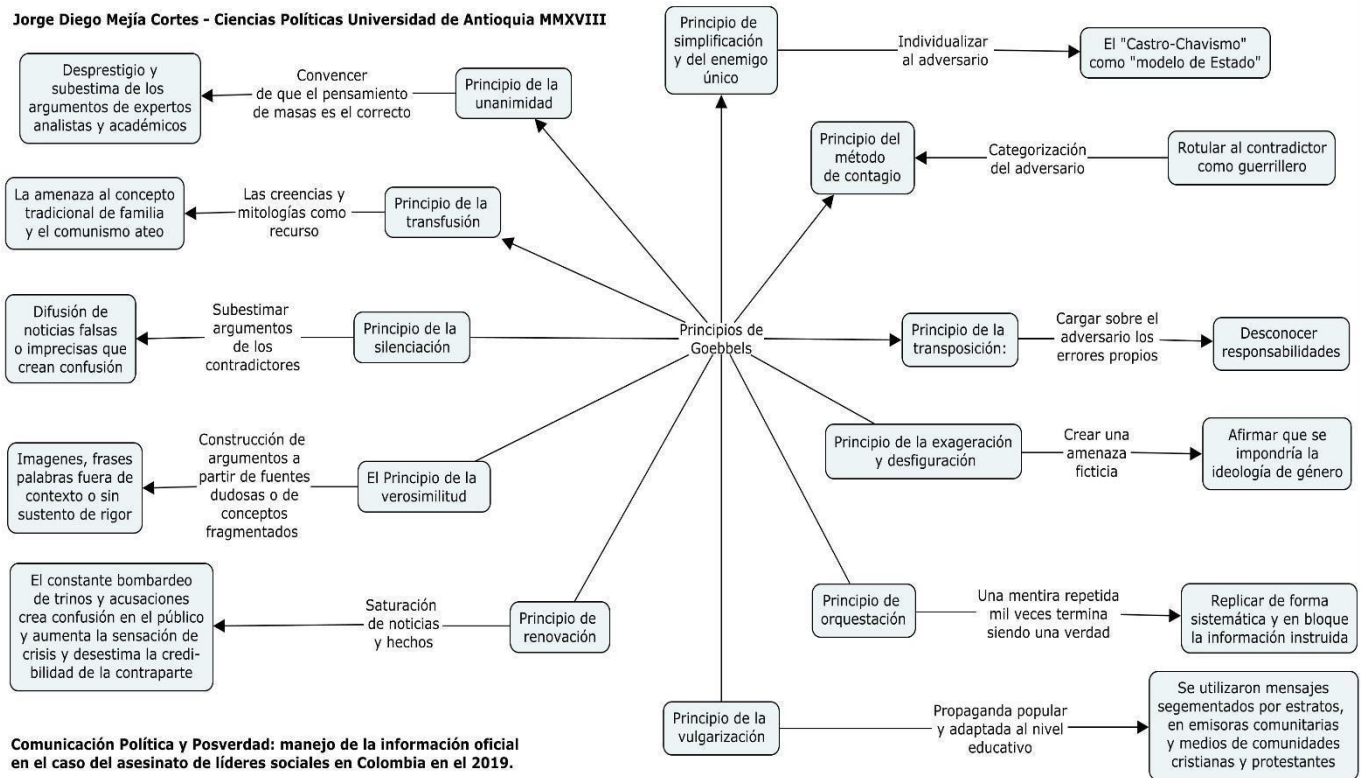 Jorge Diego Mejía Cortes - Ciencias Políticas Universidad de Antioquia MMXVIII
Principio de
simplificación
y del enemigo
único
Individualizar
al adversario
El "Castro-Chavismo"
como "modelo de Estado"
Desprestigio y
subestima de los
argumentos de expertos
analistas y académicos
Convencer
de que el pensamiento
de masas es el correcto
Principio de la
unanimidad
Principio del
método
de contagio
Categorización
del adversario
Rotular al contradictor
como guerrillero
La amenaza al concepto
tradicional de familia
y el comunismo ateo
Las creencias y
mitologías como
recurso
Principio de la
transfusión
Difusión de
noticias falsas
o imprecisas que
crean confusión
Subestimar
argumentos
de los
contradictores
Principio de la
silenciación
Principios de
Goebbels
Principio de la
transposición:
Cargar sobre el
adversario los
errores propios
Desconocer
responsabilidades
Imagenes, frases
palabras fuera de
contexto o sin
sustento de rigor
Construcción de
argumentos a
partir de fuentes
dudosas o de
conceptos
fragmentados
El Principio de la
verosimilitud
Principio de la exageración
y desfiguración
Crear una
amenaza
ficticia
Afirmar que se
impondría la
ideología de género
El constante bombardeo
de trinos y acusaciones
crea confusión en el público
y aumenta la sensación de
crisis y desestima la credi-
bilidad de la contraparte
Saturación
de noticias
y hechos
Principio de
renovación
Principio de
orquestación
Una mentira repetida
mil veces termina
siendo una verdad
Replicar de forma
sistemática y en bloque
la información instruida
Principio de la
vulgarización
Propaganda popular
y adaptada al nivel
educativo
Se utilizaron mensajes
segementados por estratos,
en emisoras comunitarias
y medios de comunidades
cristianas y protestantes
Comunicación Política y Posverdad: manejo de la información oficial
en el caso del asesinato de líderes sociales en Colombia en el 2019.